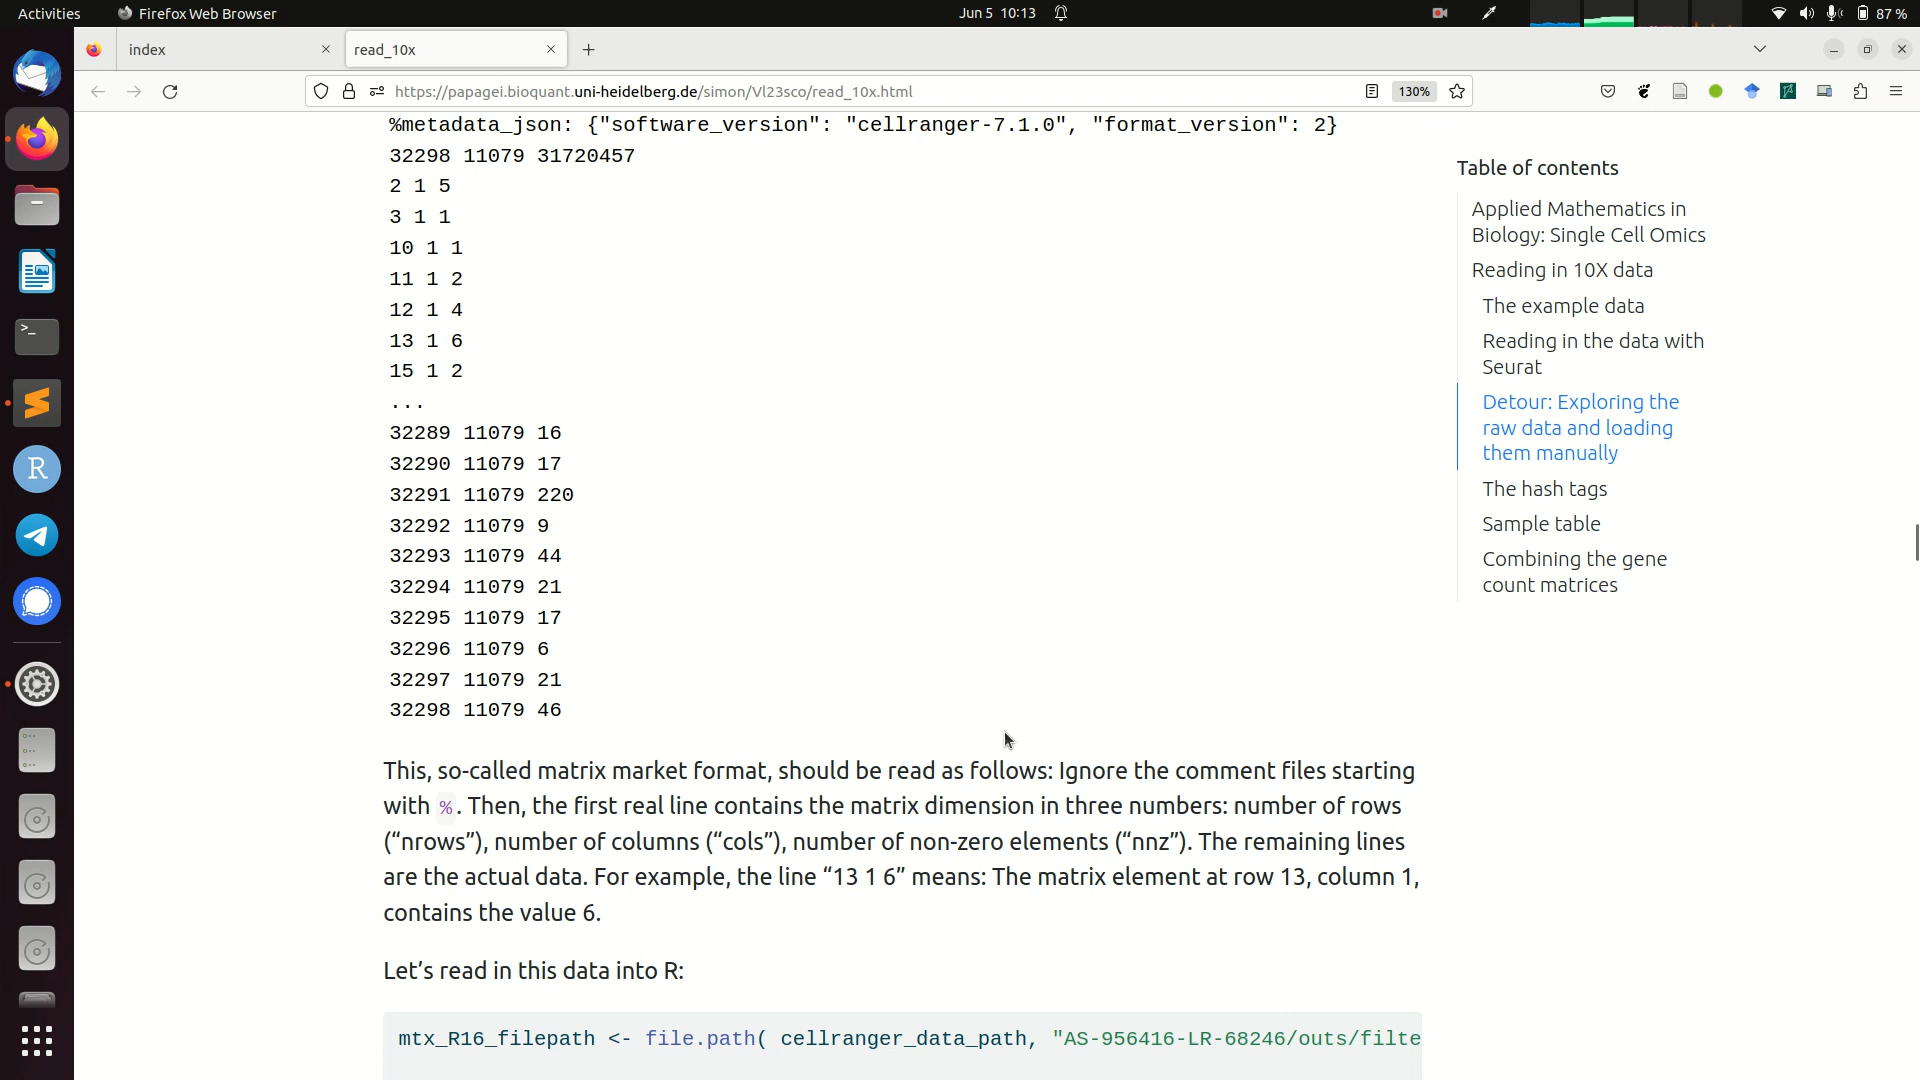 Activities Firefox Web Browser Jun 5 10:13 87 %
index read_10x
https://papagei.bioquant.uni-heidelberg.de/simon/Vl23sco/read_10x.html 130%
%metadata_json: {"software_version": "cellranger-7.1.0", "format_version": 2}
32298 11079 31720457
2 1 5
3 1 1
10 1 1
11 1 2
12 1 4
13 1 6
15 1 2
...
32289 11079 16
32290 11079 17
32291 11079 220
32292 11079 9
32293 11079 44
32294 11079 21
32295 11079 17
32296 11079 6
32297 11079 21
32298 11079 46
This, so-called matrix market format, should be read as follows: Ignore the comment files starting
with %. Then, the first real line contains the matrix dimension in three numbers: number of rows
(“nrows”), number of columns (“cols”), number of non-zero elements (“nnz”). The remaining lines
are the actual data. For example, the line “13 1 6” means: The matrix element at row 13, column 1,
contains the value 6.
Let’s read in this data into R:
mtx_R16_filepath <- file.path( cellranger_data_path, "AS-956416-LR-68246/outs/filte
Table of contents
Applied Mathematics in
Biology: Single Cell Omics
Reading in 10X data
The example data
Reading in the data with
Seurat
Detour: Exploring the
raw data and loading
them manually
The hash tags
Sample table
Combining the gene
count matrices